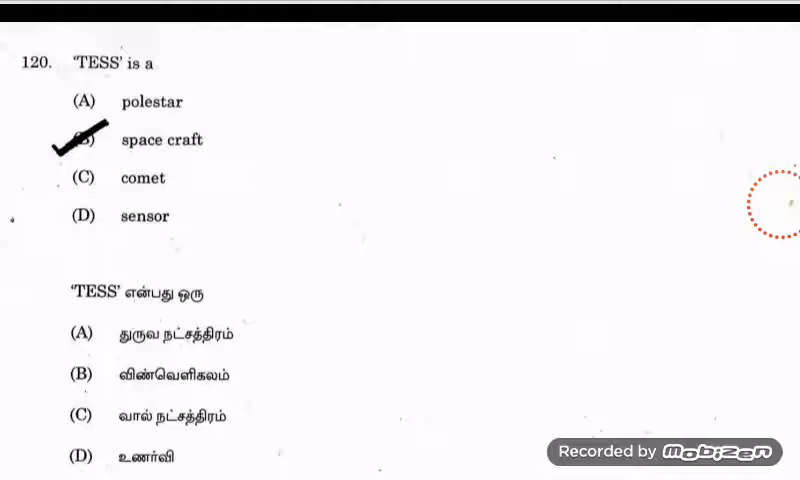 120. 'TESS' is a
(A) polestar
(B) space craft
(C) comet
(D) sensor
'TESS' என்பது ஒரு
(A) துருவ நட்சத்திரம்
(B) விண்வெளிகலம்
(C) வால் நட்சத்திரம்
(D) உணர்வி
Recorded by mobizen